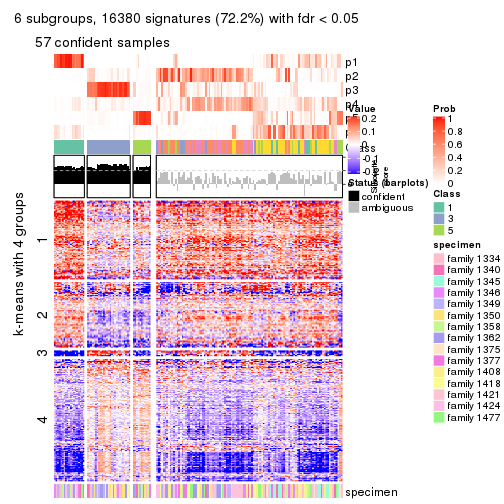 6 subgroups, 16380 signatures (72.2%) with fdr < 0.05
57 confident samples
p1
p2
p3
p4
p5
Value
0.2
0.1
0
Status (barplots)
confident
ambiguous
Prob
1
0.8
0.6
0.4
0.2
0
Class
1
3
5
specimen
family 1334
family 1340
family 1345
family 1346
family 1349
family 1350
family 1358
family 1362
family 1375
family 1377
family 1408
family 1418
family 1421
family 1424
family 1477
k-means with 4 groups
1
2
3
4
specimen